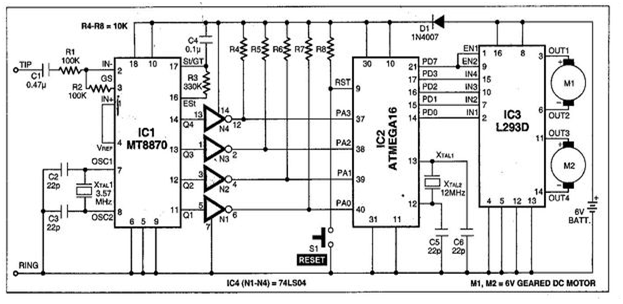 R4-R8 = 10K
D1
1N4007
C4
0.1µ
18 10
17 St/GT
R4 R5 R6 R7 R8
30 10
PD7 21
EN1 1
EN2 9
16 8
3 OUT1
TIP
C1
0.47µ
R1
100K
IN- 2
GS 3
R2
100K
IN+
1
4
VREF
R3
330K
16
ESt
RST 9
PD3 17 IN4 15
PD2 16 IN3 10
PD1 15 IN2 7
PD0 14 IN1 2
M1
6
OUT2
IC1
MT8870
14 Q4 13 N4 12
14
PA3 37
IC2
ATMEGA16
IC3
L293D
OUT3
11
OSC1 7
13 Q3 1 N3 2
PA2 38
M2
C2
22p
XTAL1
3.57
MHz
12 Q2 3 N2 4
PA1 39
13 XTAL1
XTAL2
12MHz
14
OUT4
C3
22p
OSC2 8
11 Q1 5 N1 6
7
PA0 40
12
6V
BATT.
6 5 9
S1
RESET
31 11
C5
22p
C6
22p
4 5 12 13
RING
IC4 (N1-N4) = 74LS04
M1, M2 = 6V GEARED DC MOTOR